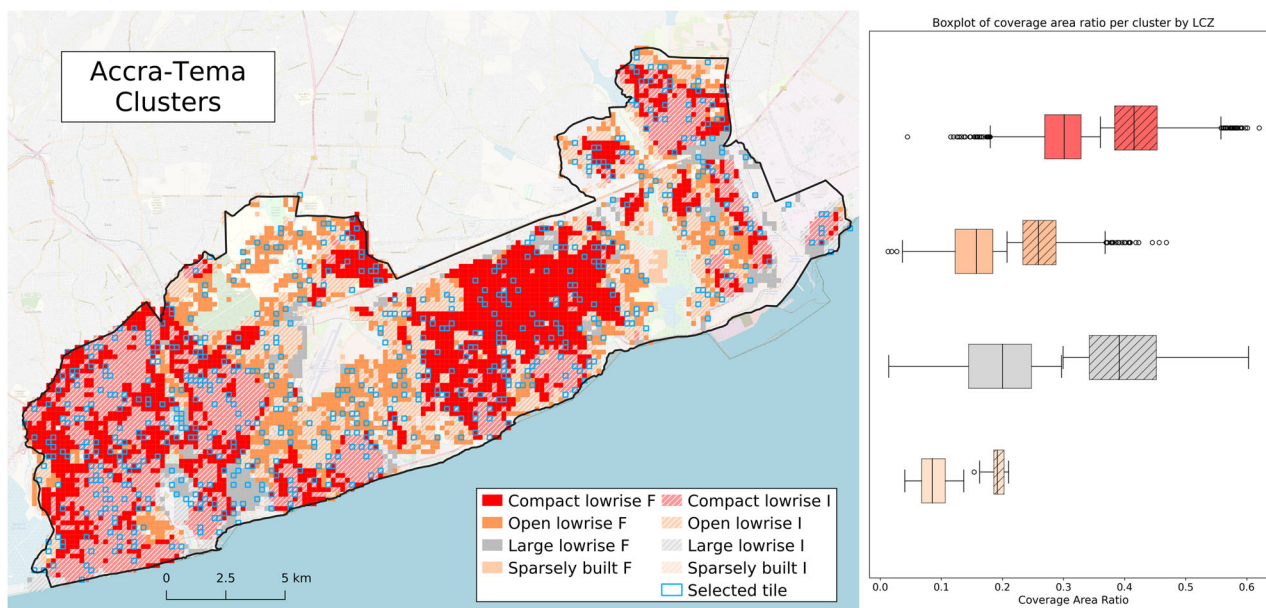 Accra-Tema
Clusters
Compact lowrise F
Compact lowrise I
Open lowrise F
Open lowrise I
Large lowrise F
Large lowrise I
Sparsely built F
Sparsely built I
Selected tile
0 2.5 5 km
Boxplot of coverage area ratio per cluster by LCZ
0.0 0.1 0.2 0.3 0.4 0.5 0.6
Coverage Area Ratio